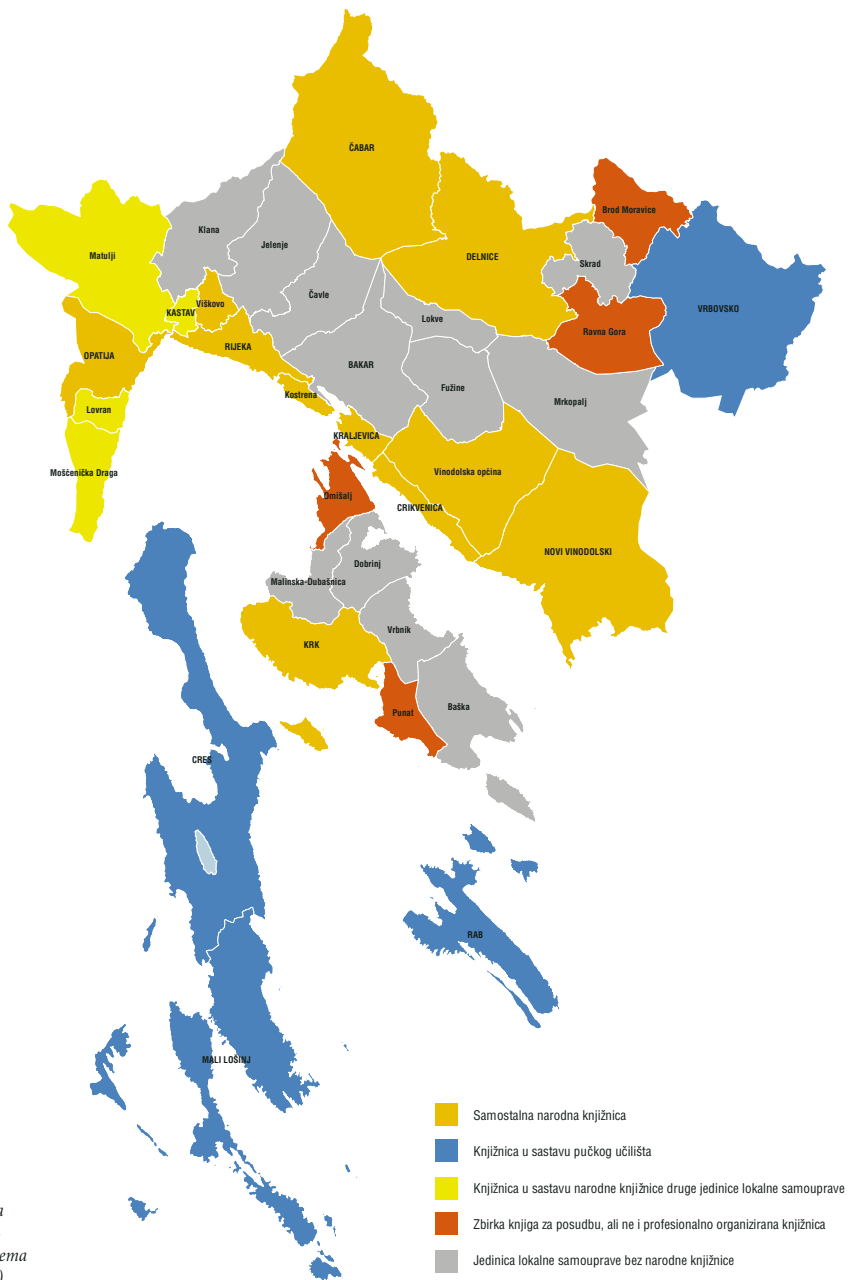 ČABAR
Brod Moravice
Klana
Jelenje
Matulji
DELNICE
Skrad
VRBOVSKO
Čavle
Viškovo
KASTAV
Lokve
Ravna Gora
RIJEKA
OPATIJA
BAKAR
Fužine
Kostrena
Mrkopalj
Lovran
KRALJEVICA
Mošćenička Draga
Vinodolska općina
Omišalj
CRIKVENICA
NOVI VINODOLSKI
Dobrinj
Malinska-Dubašnica
Vrbnik
KRK
Baška
Punat
CRES
RAB
MALI LOŠINJ
Samostalna narodna knjižnica
Knjižnica u sastavu pučkog učilišta
Knjižnica u sastavu narodne knjižnice druge jedinice lokalne samouprave
Zbirka knjiga za posudbu, ali ne i profesionalno organizirana knjižnica
Jedinica lokalne samouprave bez narodne knjižnice